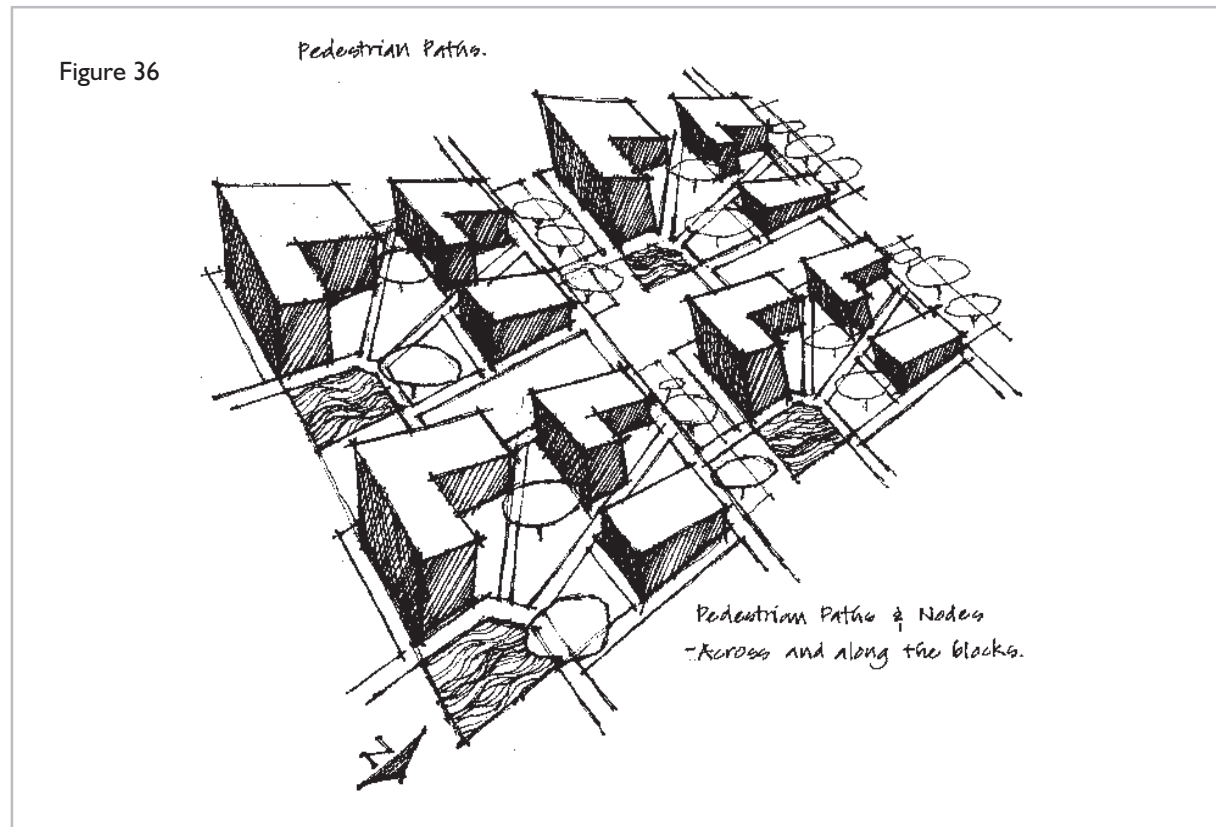 Pedestrian Paths.
Figure 36
Pedestrian Paths & Nodes
-Across and along the blocks.
N